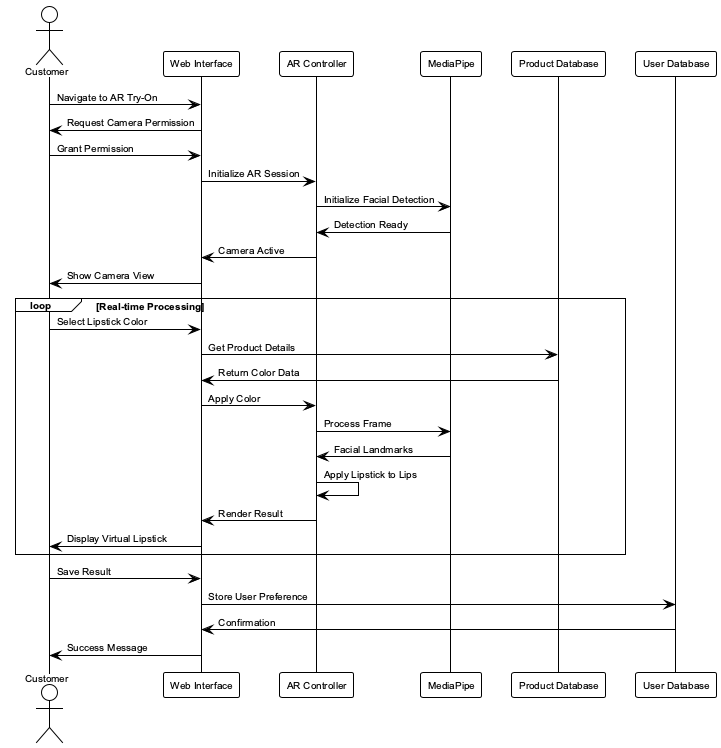 Customer
Web Interface
AR Controller
MediaPipe
Product Database
User Database
Navigate to AR Try-On
Request Camera Permission
Grant Permission
Initialize AR Session
Initialize Facial Detection
Detection Ready
Camera Active
Show Camera View
loop
[Real-time Processing]
Select Lipstick Color
Get Product Details
Return Color Data
Apply Color
Process Frame
Facial Landmarks
Apply Lipstick to Lips
Render Result
Display Virtual Lipstick
Save Result
Store User Preference
Confirmation
Success Message
Customer
Web Interface
AR Controller
MediaPipe
Product Database
User Database